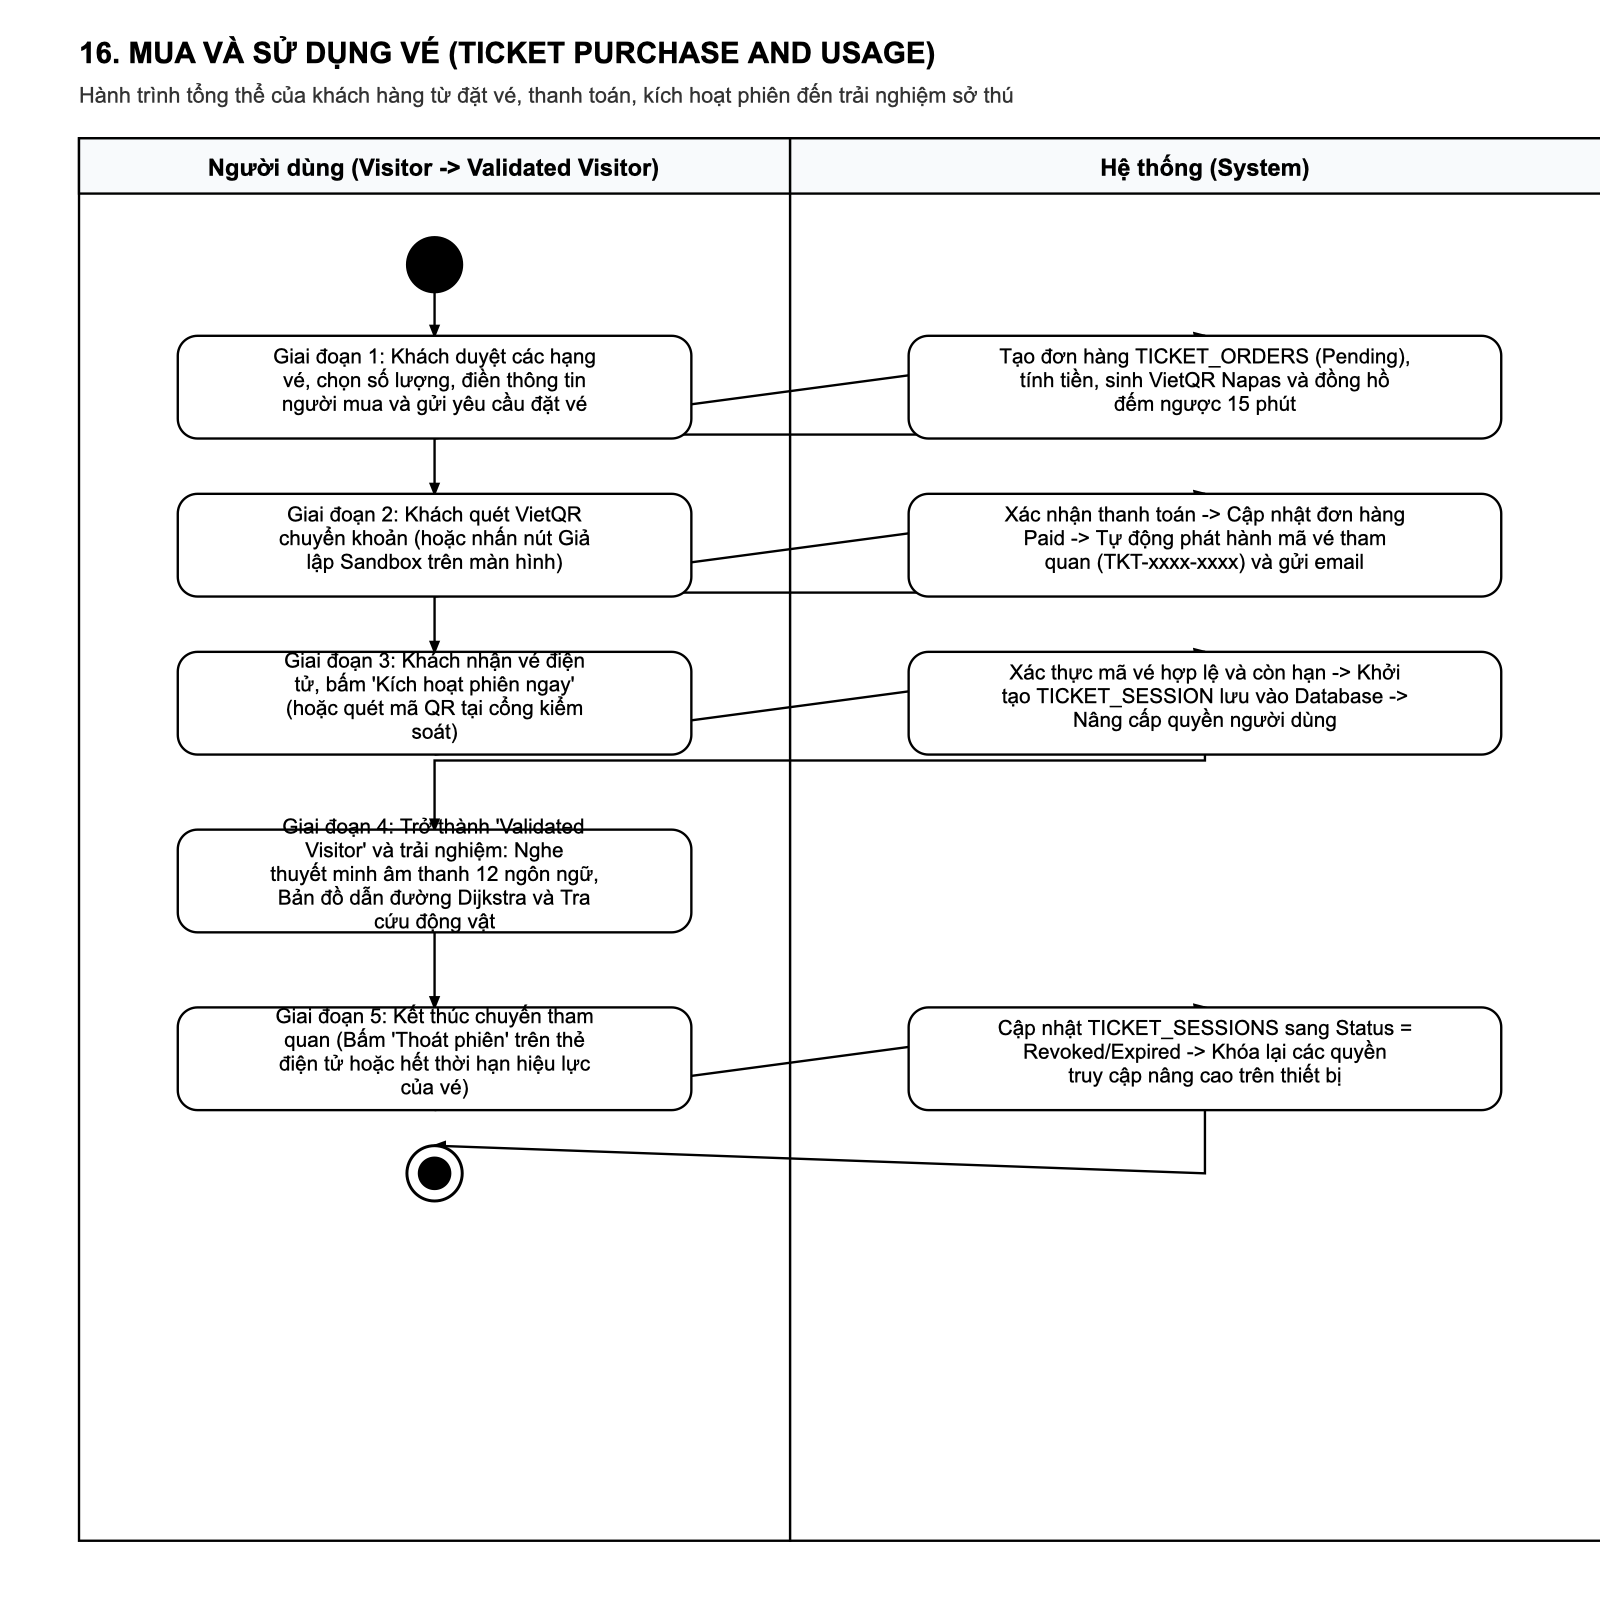 16. MUA VÀ SỬ DỤNG VÉ (TICKET PURCHASE AND USAGE)
Hành trình tổng thể của khách hàng từ đặt vé, thanh toán, kích hoạt phiên đến trải nghiệm sở thú
Người dùng (Visitor -> Validated Visitor)
Hệ thống (System)
Giai đoạn 1: Khách duyệt các hạng
vé, chọn số lượng, điền thông tin
người mua và gửi yêu cầu đặt vé
Tạo đơn hàng TICKET_ORDERS (Pending),
tính tiền, sinh VietQR Napas và đồng hồ
đếm ngược 15 phút
Giai đoạn 2: Khách quét VietQR
chuyển khoản (hoặc nhấn nút Giả
lập Sandbox trên màn hình)
Xác nhận thanh toán -> Cập nhật đơn hàng
Paid -> Tự động phát hành mã vé tham
quan (TKT-xxxx-xxxx) và gửi email
Giai đoạn 3: Khách nhận vé điện
tử, bấm 'Kích hoạt phiên ngay'
(hoặc quét mã QR tại cổng kiểm
soát)
Xác thực mã vé hợp lệ và còn hạn -> Khởi
tạo TICKET_SESSION lưu vào Database ->
Nâng cấp quyền người dùng
Giai đoạn 4: Trở thành 'Validated
Visitor' và trải nghiệm: Nghe
thuyết minh âm thanh 12 ngôn ngữ,
Bản đồ dẫn đường Dijkstra và Tra
cứu động vật
Giai đoạn 5: Kết thúc chuyến tham
quan (Bấm 'Thoát phiên' trên thẻ
điện tử hoặc hết thời hạn hiệu lực
của vé)
Cập nhật TICKET_SESSIONS sang Status =
Revoked/Expired -> Khóa lại các quyền
truy cập nâng cao trên thiết bị